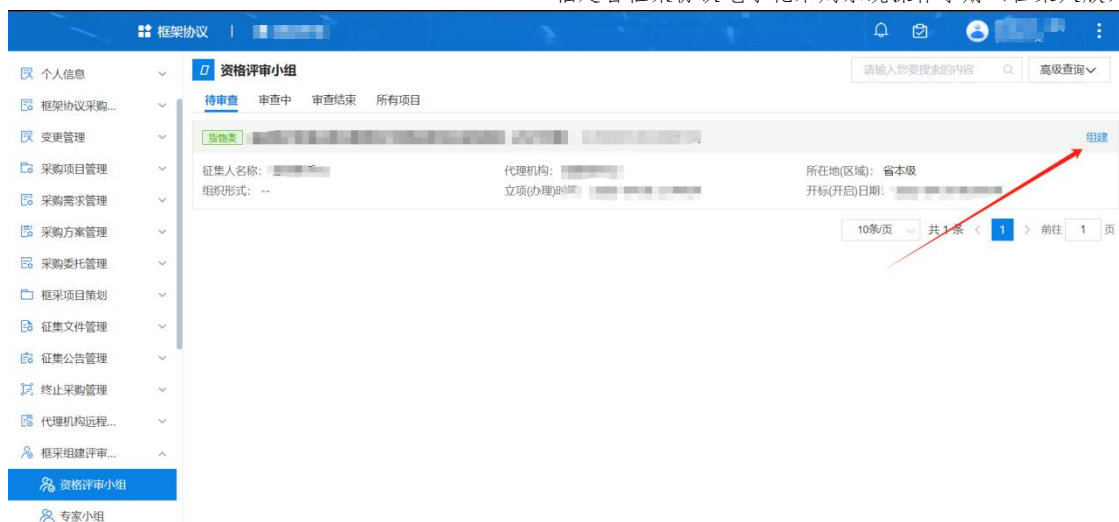 框架协议 |
个人信息
框架协议采购...
变更管理
采购项目管理
采购需求管理
采购方案管理
采购委托管理
框采项目策划
征集文件管理
征集公告管理
终止采购管理
代理机构远程...
框采组建评审...
资格评审小组
专家小组
资格评审小组
请输入您要搜索的内容 高级查询
待审查 审查中 审查结束 所有项目
货物类 组建
征集人名称: 代理机构: 所在地(区域): 省本级
组织形式: -- 立项(办理)时间: 开标(开启)日期:
10条/页 共 1 条 < 1 > 前往 1 页